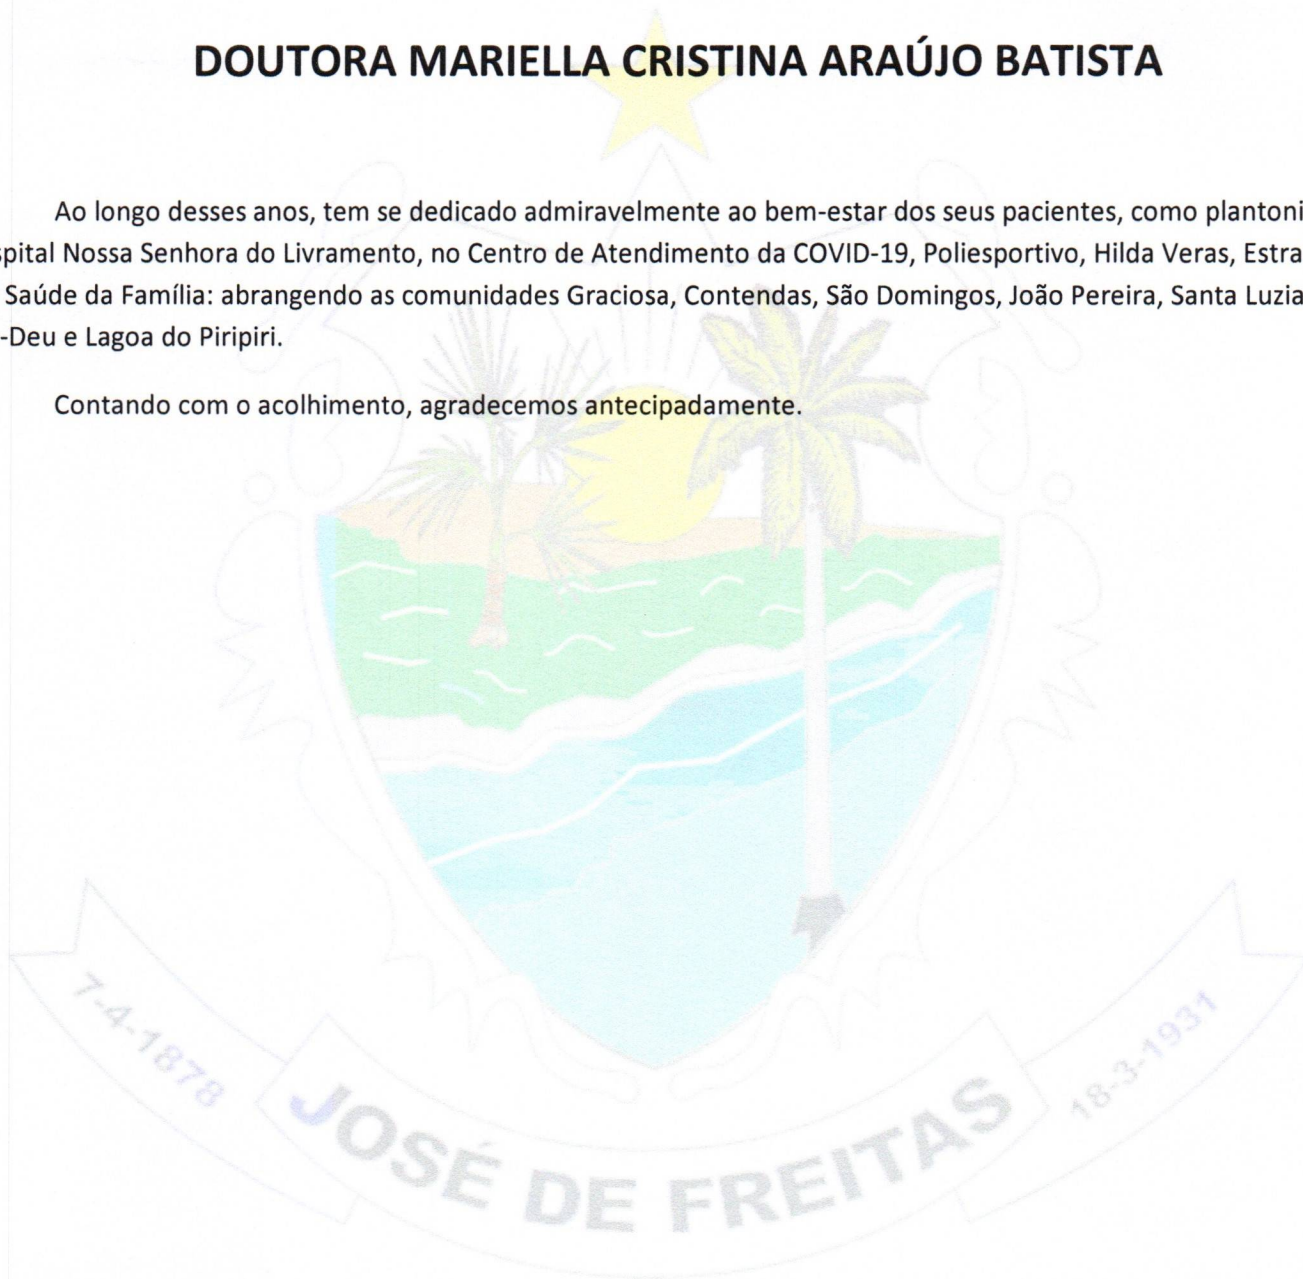 DOUTORA MARIELLA CRISTINA ARAÚJO BATISTA
Ao longo desses anos, tem se dedicado admiravelmente ao bem-estar dos seus pacientes, como plantoni
spital Nossa Senhora do Livramento, no Centro de Atendimento da COVID-19, Poliesportivo, Hilda Veras, Estra
Saúde da Família: abrangendo as comunidades Graciosa, Contendas, São Domingos, João Pereira, Santa Luzia
-Deu e Lagoa do Piripiri.
Contando com o acolhimento, agradecemos antecipadamente.
7-4-1878
JOSÉ DE FREITAS
18-3-1931